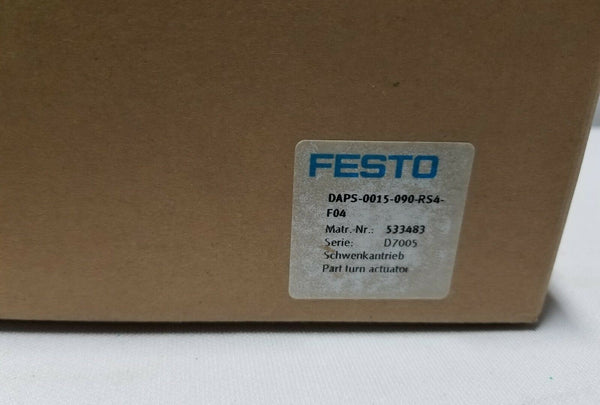 FESTO
DAPS-0015-090-RS4-
F04
Matr.-Nr.: 533483
Serie: D7005
Schwenkantrieb
Part turn actuator